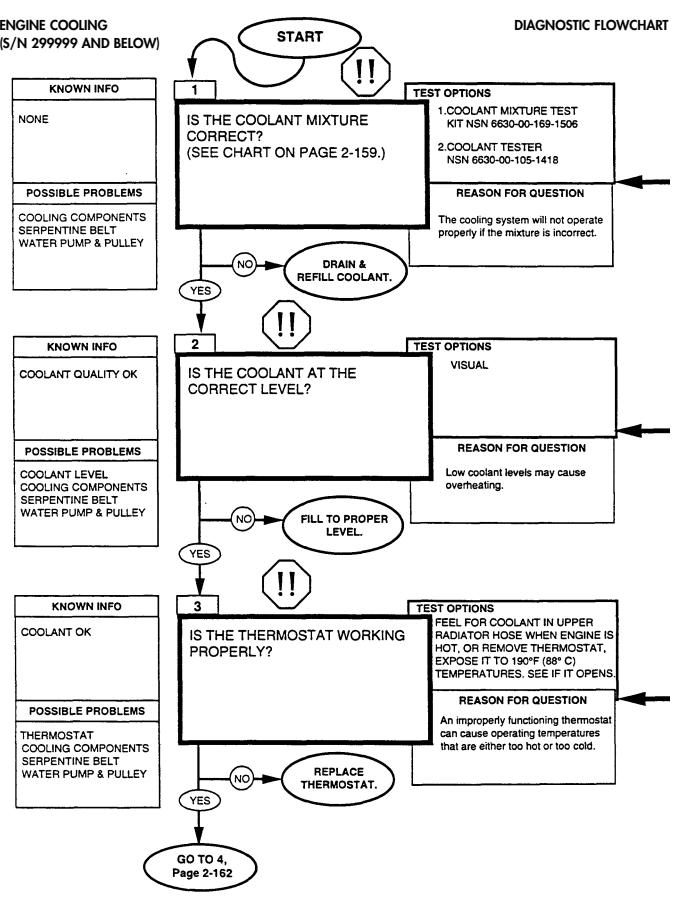 ENGINE COOLING
(S/N 299999 AND BELOW)
DIAGNOSTIC FLOWCHART
START
!!
KNOWN INFO
NONE
POSSIBLE PROBLEMS
COOLING COMPONENTS
SERPENTINE BELT
WATER PUMP & PULLEY
1
IS THE COOLANT MIXTURE
CORRECT?
(SEE CHART ON PAGE 2-159.)
TEST OPTIONS
1.COOLANT MIXTURE TEST
KIT NSN 6630-00-169-1506
2.COOLANT TESTER
NSN 6630-00-105-1418
REASON FOR QUESTION
The cooling system will not operate
properly if the mixture is incorrect.
NO
DRAIN &
REFILL COOLANT.
YES
!!
KNOWN INFO
COOLANT QUALITY OK
POSSIBLE PROBLEMS
COOLANT LEVEL
COOLING COMPONENTS
SERPENTINE BELT
WATER PUMP & PULLEY
2
IS THE COOLANT AT THE
CORRECT LEVEL?
TEST OPTIONS
VISUAL
REASON FOR QUESTION
Low coolant levels may cause
overheating.
NO
FILL TO PROPER
LEVEL.
YES
!!
KNOWN INFO
COOLANT OK
POSSIBLE PROBLEMS
THERMOSTAT
COOLING COMPONENTS
SERPENTINE BELT
WATER PUMP & PULLEY
3
IS THE THERMOSTAT WORKING
PROPERLY?
TEST OPTIONS
FEEL FOR COOLANT IN UPPER
RADIATOR HOSE WHEN ENGINE IS
HOT, OR REMOVE THERMOSTAT,
EXPOSE IT TO 190°F (88° C)
TEMPERATURES. SEE IF IT OPENS.
REASON FOR QUESTION
An improperly functioning thermostat
can cause operating temperatures
that are either too hot or too cold.
NO
REPLACE
THERMOSTAT.
YES
GO TO 4,
Page 2-162